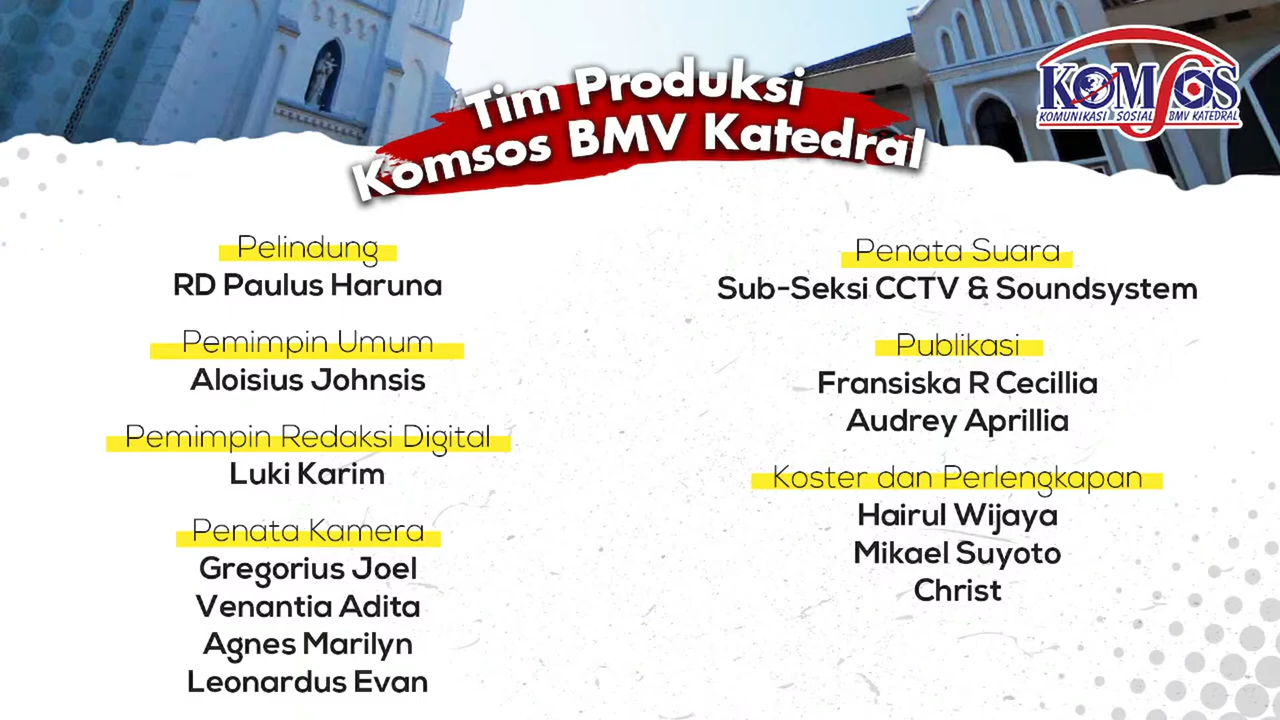 Tim Produksi
Komsos BMV Katedral
KOMSOS
KOMUNIKASI SOSIAL BMV KATEDRAL
Pelindung
RD Paulus Haruna
Pemimpin Umum
Aloisius Johnsis
Pemimpin Redaksi Digital
Luki Karim
Penata Kamera
Gregorius Joel
Venantia Adita
Agnes Marilyn
Leonardus Evan
Penata Suara
Sub-Seksi CCTV & Soundsystem
Publikasi
Fransiska R Cecillia
Audrey Aprillia
Koster dan Perlengkapan
Hairul Wijaya
Mikael Suyoto
Christ